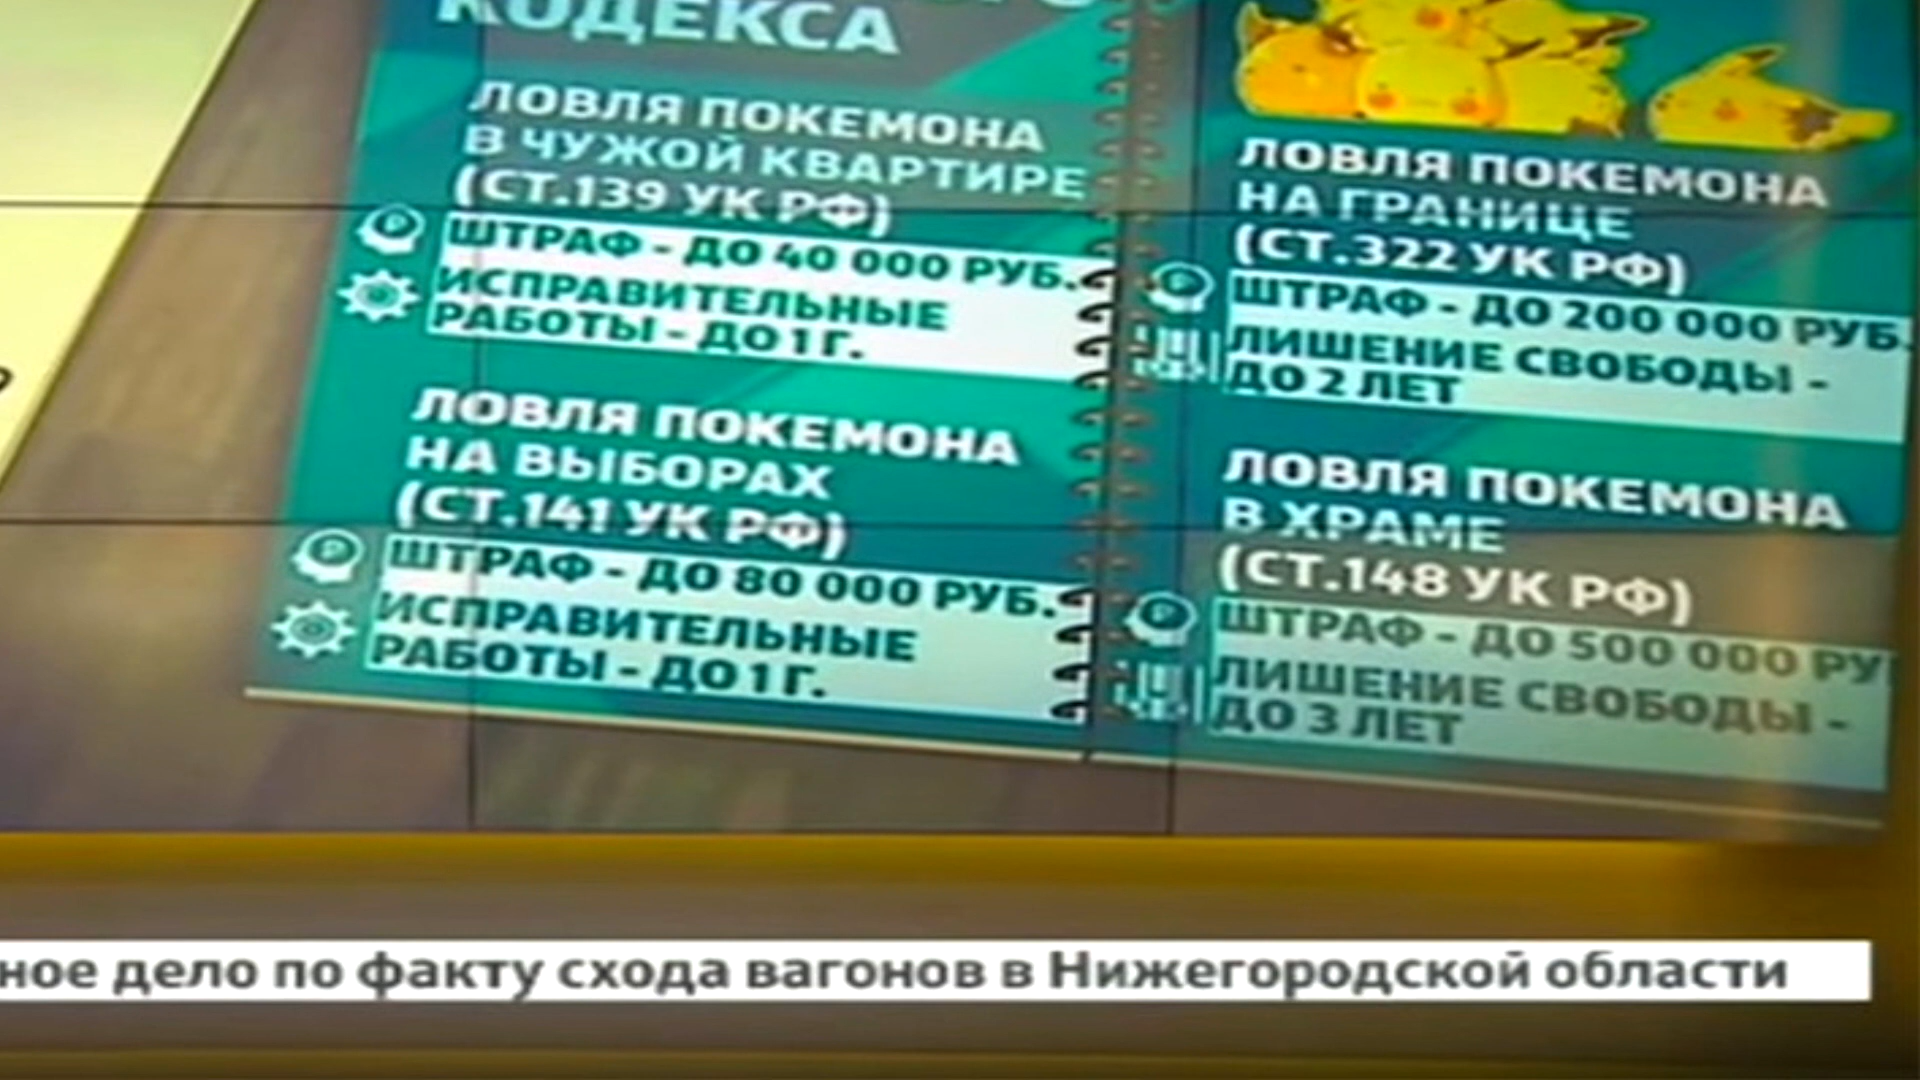 КОДЕКСА
ЛОВЛЯ ПОКЕМОНА
В ЧУЖОЙ КВАРТИРЕ
(СТ.139 УК РФ)
ШТРАФ - ДО 40 000 РУБ.
ИСПРАВИТЕЛЬНЫЕ
РАБОТЫ - ДО 1 Г.
ЛОВЛЯ ПОКЕМОНА
НА ВЫБОРАХ
(СТ.141 УК РФ)
ШТРАФ - ДО 80 000 РУБ.
ИСПРАВИТЕЛЬНЫЕ
РАБОТЫ - ДО 1 Г.
ЛОВЛЯ ПОКЕМОНА
НА ГРАНИЦЕ
(СТ.322 УК РФ)
ШТРАФ - ДО 200 000 РУБ.
ЛИШЕНИЕ СВОБОДЫ -
ДО 2 ЛЕТ
ЛОВЛЯ ПОКЕМОНА
В ХРАМЕ
(СТ.148 УК РФ)
ШТРАФ - ДО 500 000 РУ
ЛИШЕНИЕ СВОБОДЫ -
ДО 3 ЛЕТ
ное дело по факту схода вагонов в Нижегородской области